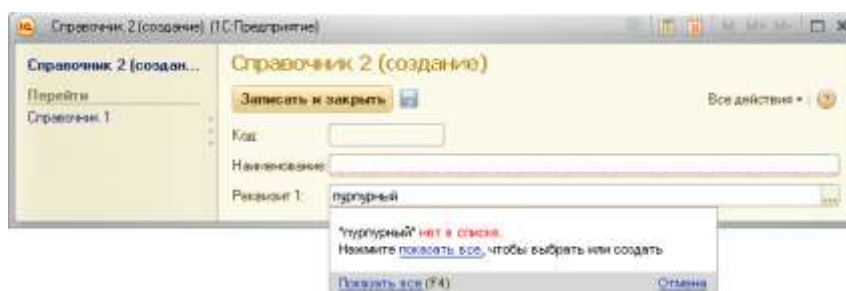 Справочник 2 (создание) (1С:Предприятие)
M M+ M-
Справочник 2 (создан...
Справочник 2 (создание)
Перейти
Записать и закрыть
Все действия
Справочник 1
Код:
Наименование:
Реквизит 1:
пурпурный
...
"пурпурный" нет в списке.
Нажмите показать все, чтобы выбрать или создать
Показать все (F4)
Отмена